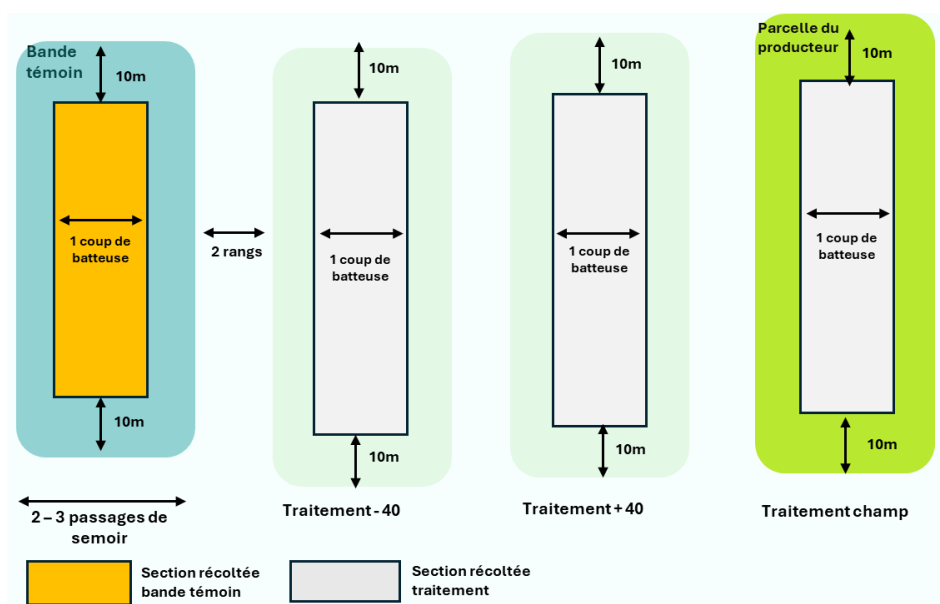 Bande
témoin
10m
1 coup de
batteuse
10m
2 – 3 passages de
semoir
2 rangs
10m
1 coup de
batteuse
10m
Traitement - 40
10m
1 coup de
batteuse
10m
Traitement + 40
Parcelle du
producteur
10m
1 coup de
batteuse
10m
Traitement champ
Section récoltée
bande témoin
Section récoltée
traitement